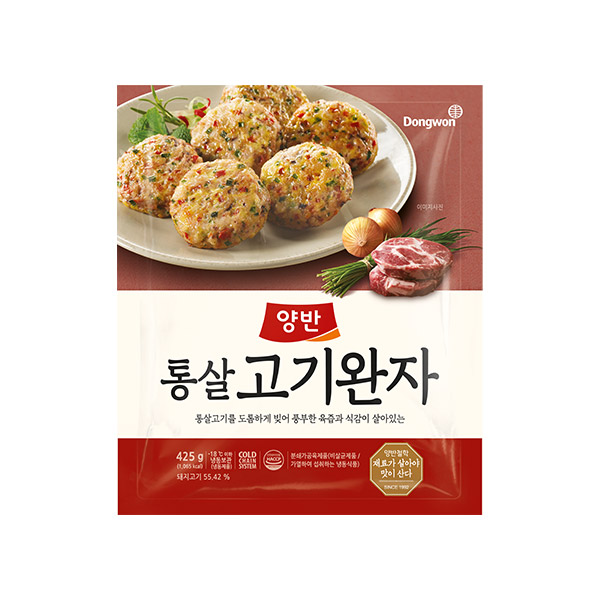 Dongwon
이미지사진
양반
통살 고기완자
통살고기를 도톰하게 빚어 풍부한 육즙과 식감이 살아있는
425 g
(1,065 kcal)
돼지고기 55.42 %
-18℃ 이하
냉동보관
(냉동제품)
COLD
CHAIN
SYSTEM
HACCP
분쇄가공육제품(비살균제품/
가열하여 섭취하는 냉동식품)
양반철학
재료가 살아야
맛이 산다
SINCE 1992